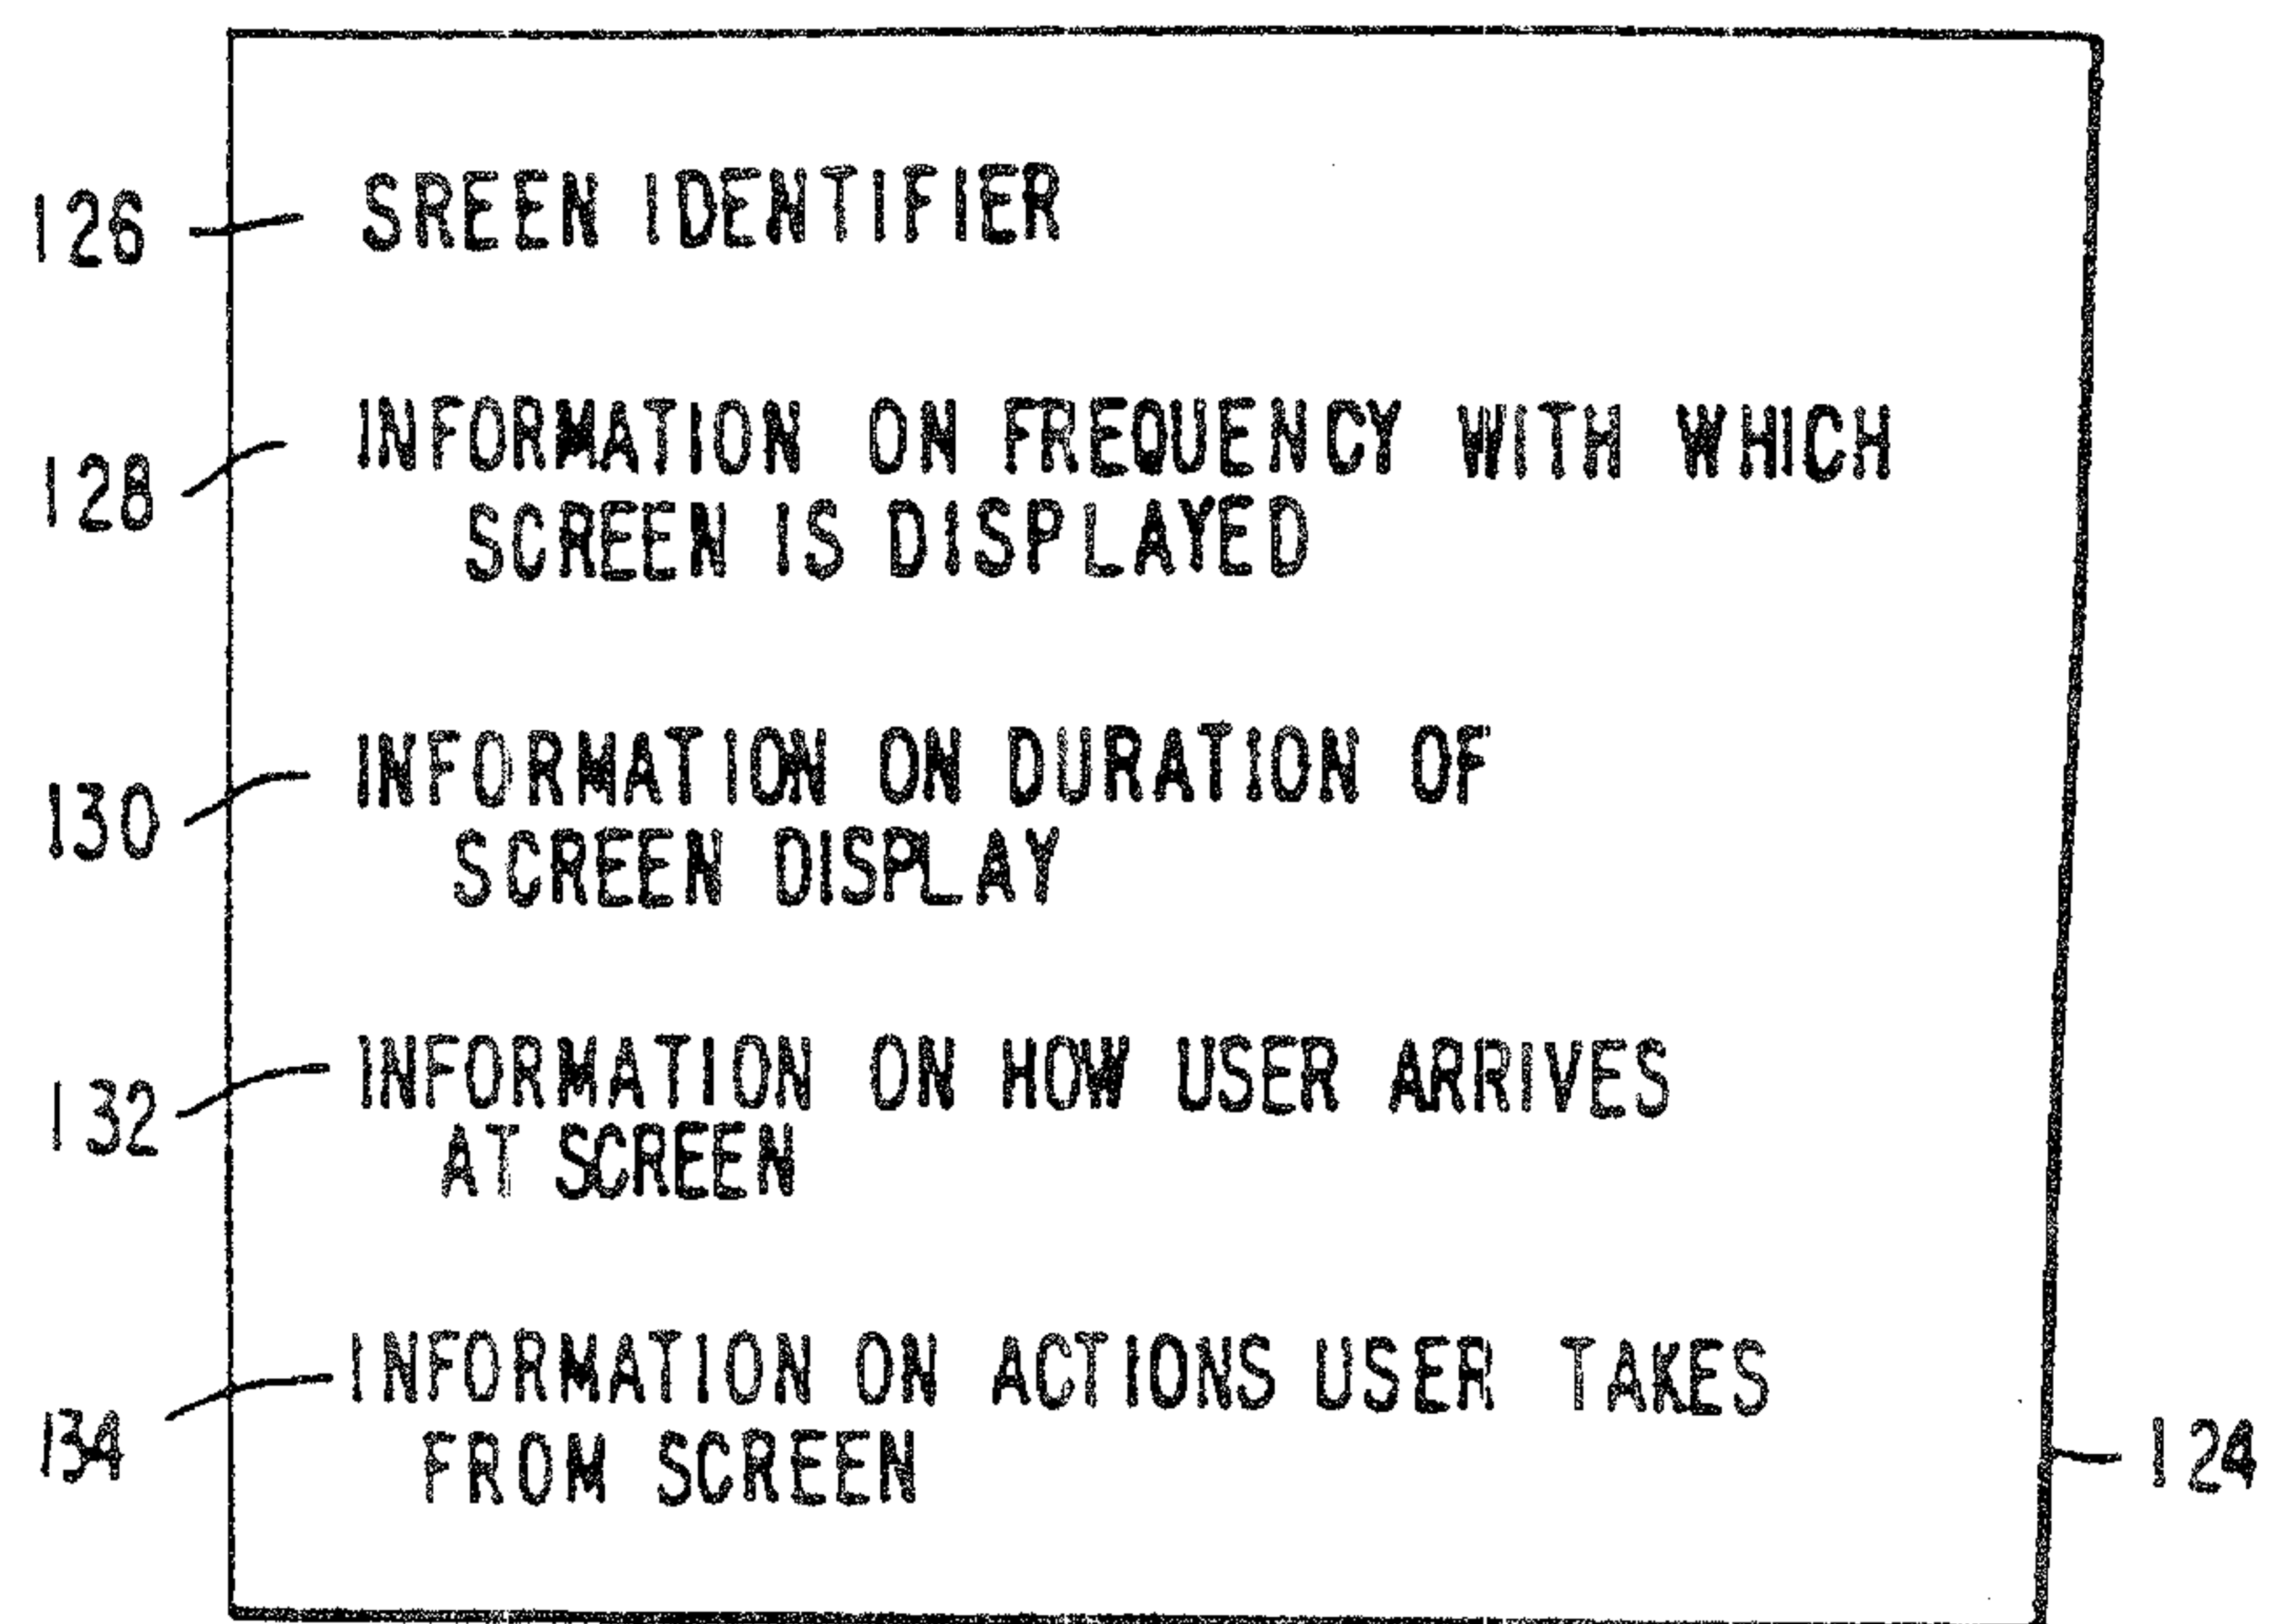 126 SREEN IDENTIFIER
128 INFORMATION ON FREQUENCY WITH WHICH
SCREEN IS DISPLAYED
130 INFORMATION ON DURATION OF
SCREEN DISPLAY
132 INFORMATION ON HOW USER ARRIVES
AT SCREEN
134 INFORMATION ON ACTIONS USER TAKES
FROM SCREEN
124